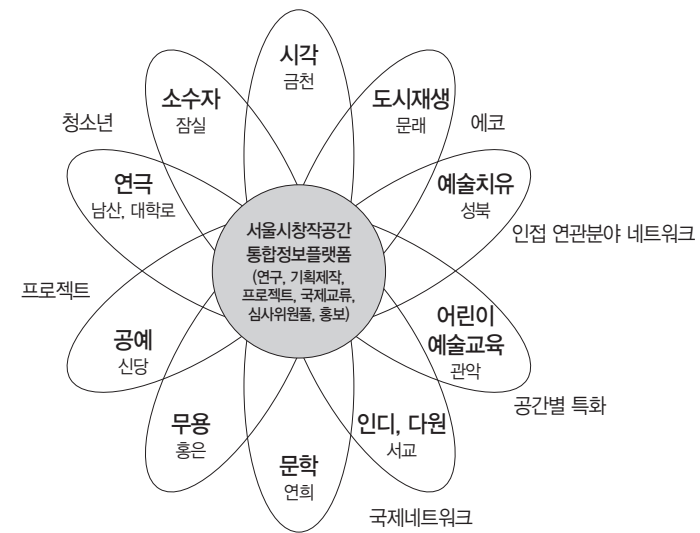 시각
금천
소수자
잠실
도시재생
문래
청소년
에코
연극
남산, 대학로
예술치유
성북
서울시창작공간
통합정보플랫폼
(연구, 기획제작,
프로젝트, 국제교류,
심사위원풀, 홍보)
인접 연관분야 네트워크
프로젝트
어린이
예술교육
관악
공예
신당
공간별 특화
무용
홍은
인디, 다원
서교
문학
연희
국제네트워크